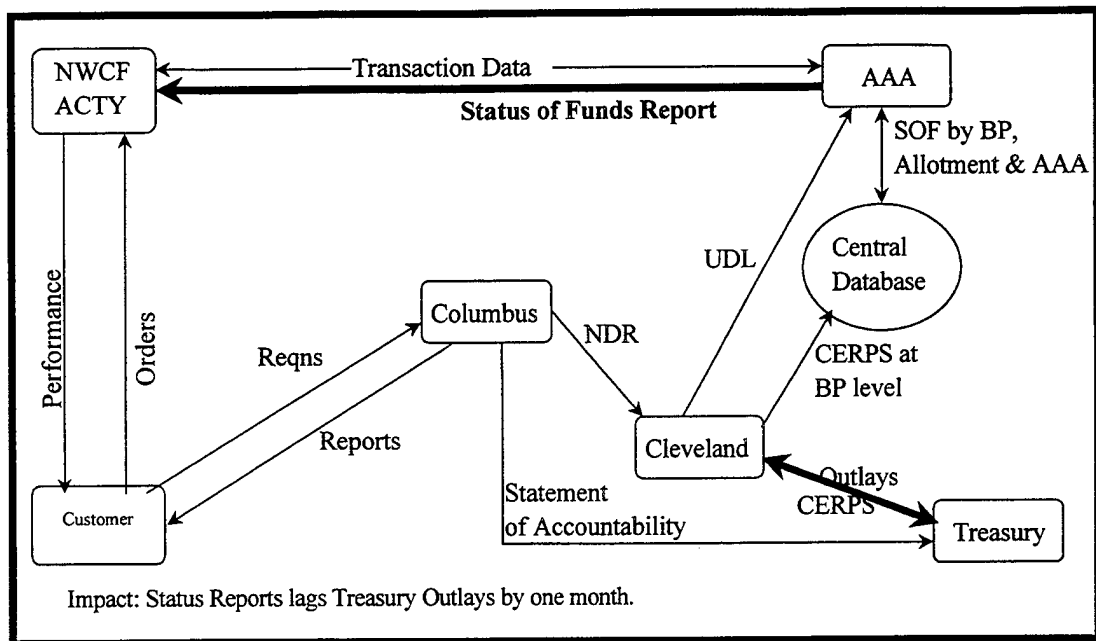 NWCF
ACTY
Transaction Data
AAA
Status of Funds Report
SOF by BP,
Allotment & AAA
Central
Database
UDL
Columbus
NDR
Performance
Orders
Reqns
CERPS at
BP level
Reports
Cleveland
Outlays
CERPS
Statement
of Accountability
Customer
Treasury
Impact: Status Reports lags Treasury Outlays by one month.